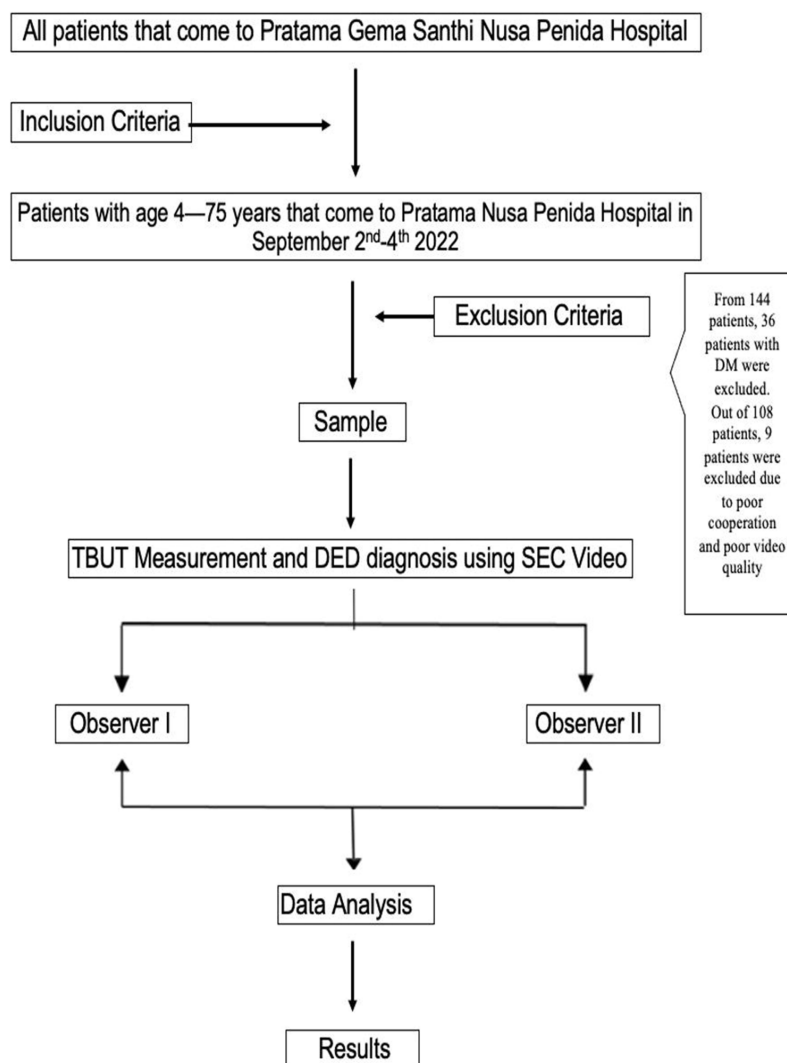 All patients that come to Pratama Gema Santhi Nusa Penida Hospital
Inclusion Criteria
Patients with age 4—75 years that come to Pratama Nusa Penida Hospital in
September 2nd-4th 2022
Exclusion Criteria
From 144
patients, 36
patients with
DM were
excluded.
Out of 108
patients, 9
patients were
excluded due
to poor
cooperation
and poor video
quality
Sample
TBUT Measurement and DED diagnosis using SEC Video
Observer I
Observer II
Data Analysis
Results